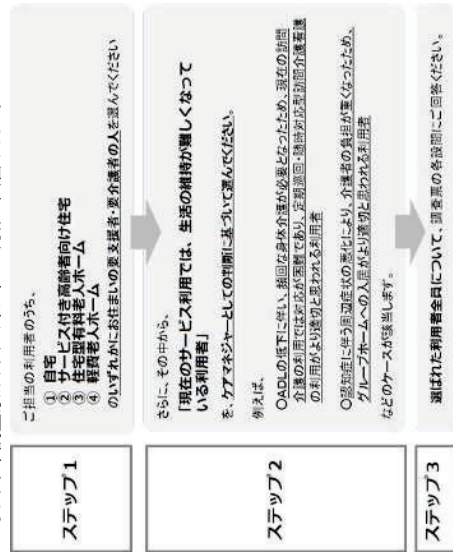 ステップ1
ご担当の利用者のうち、
① 自宅
② サービス付き高齢者向け住宅
③ 住宅型有料老人ホーム
④ 軽費老人ホーム
のいずれかにお住まいの要支援者・要介護者の人を選んでください
ステップ2
さらに、その中から、
「現在のサービス利用では、生活の維持が難しくなって
いる利用者」
を、ケアマネジャーとしての判断に基づいて選んでください。
例えば、
○ADLの低下に伴い、頻回な身体介護が必要となったため、現在の訪問
介護の利用では対応が困難であり、定期巡回・随時対応型訪問介護看護
の利用がより適切と思われる利用者
○認知症に伴う周辺症状の悪化により、介護者の負担が重くなったため、
グループホームへの入居がより適切と思われる利用者
などのケースが該当します。
ステップ3
選ばれた利用者全員について、調査票の各設問にご回答ください。